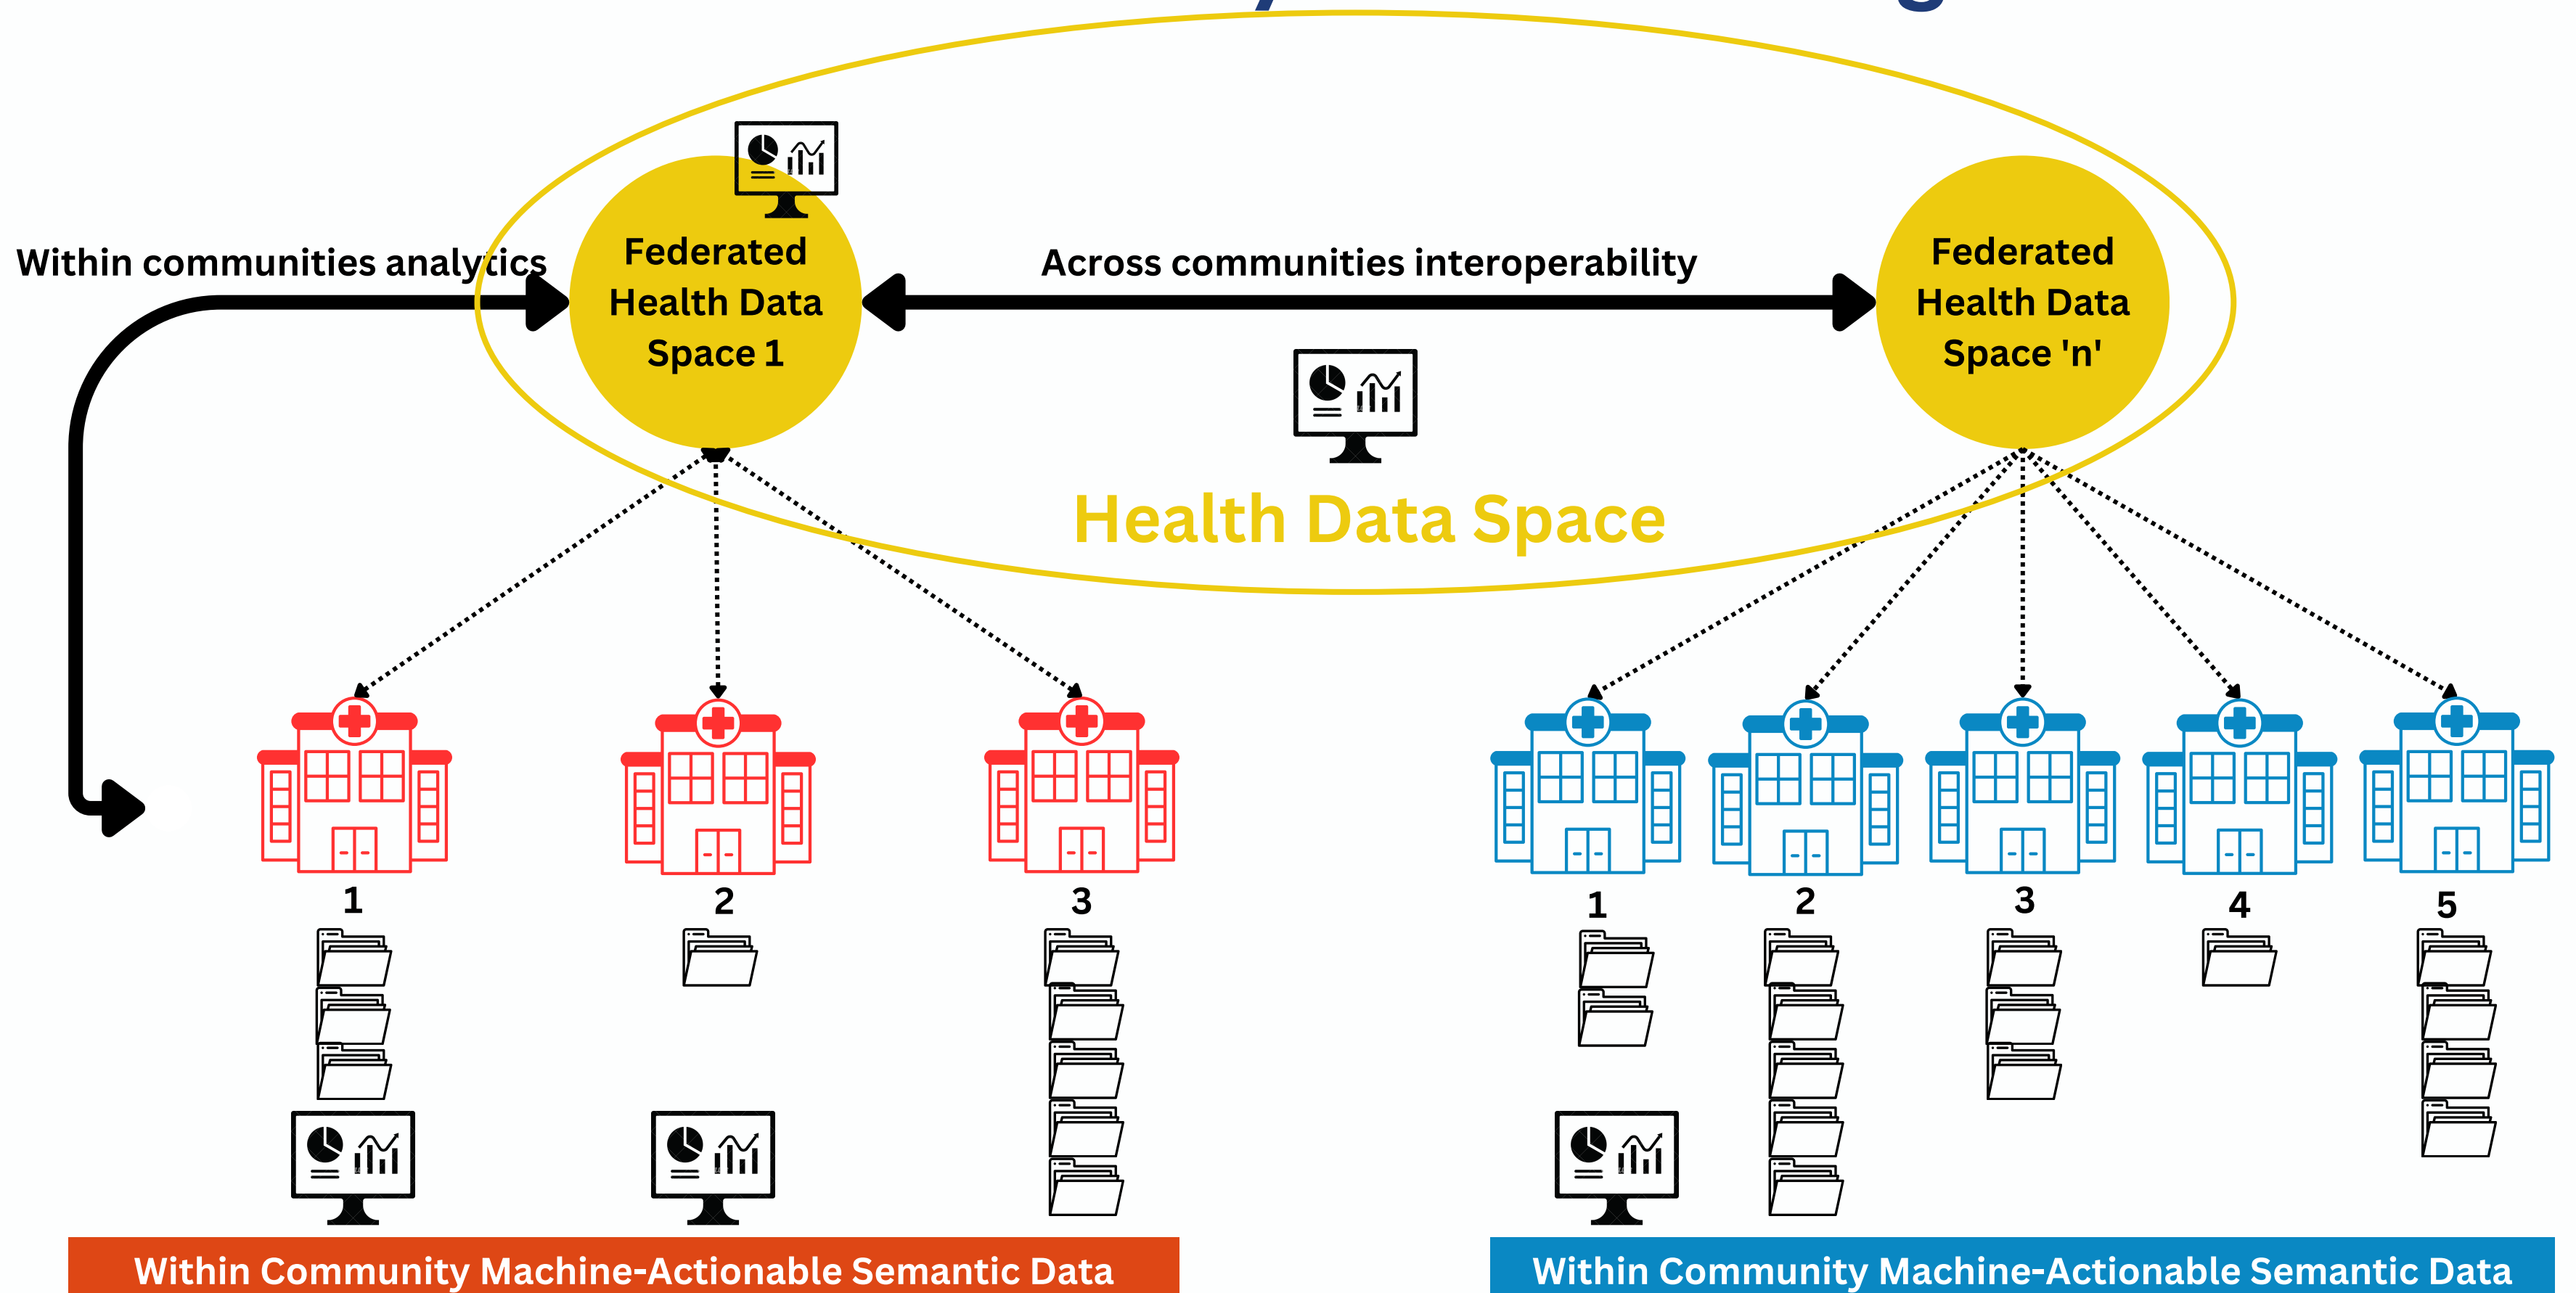 Within communities analytics
Federated
Health Data
Space 1
Across communities interoperability
Federated
Health Data
Space 'n'
Health Data Space
1
2
3
1
2
3
4
5
Within Community Machine-Actionable Semantic Data
Within Community Machine-Actionable Semantic Data